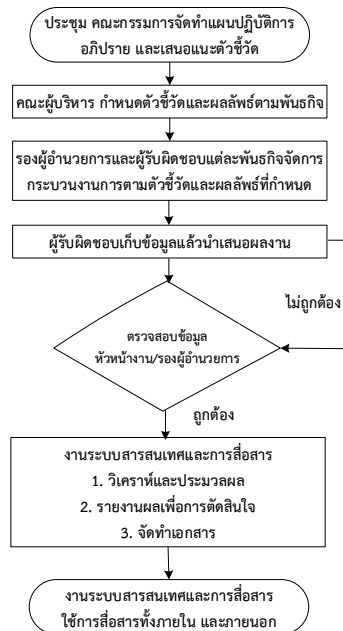 ประชุม คณะกรรมการจัดทำแผนปฏิบัติการ
อภิปราย และเสนอแนะตัวชี้วัด
คณะผู้บริหาร กำหนดตัวชี้วัดและผลลัพธ์ตามพันธกิจ
รองผู้อำนวยการและผู้รับผิดชอบแต่ละพันธกิจจัดการ
กระบวนงานการตามตัวชี้วัดและผลลัพธ์ที่กำหนด
ผู้รับผิดชอบเก็บข้อมูลแล้วนำเสนอผลงาน
ไม่ถูกต้อง
ตรวจสอบข้อมูล
หัวหน้างาน/รองผู้อำนวยการ
ถูกต้อง
งานระบบสารสนเทศและการสื่อสาร
1. วิเคราห์และประมวลผล
2. รายงานผลเพื่อการตัดสินใจ
3. จัดทำเอกสาร
งานระบบสารสนเทศและการสื่อสาร
ใช้การสื่อสารทั้งภายใน และภายนอก